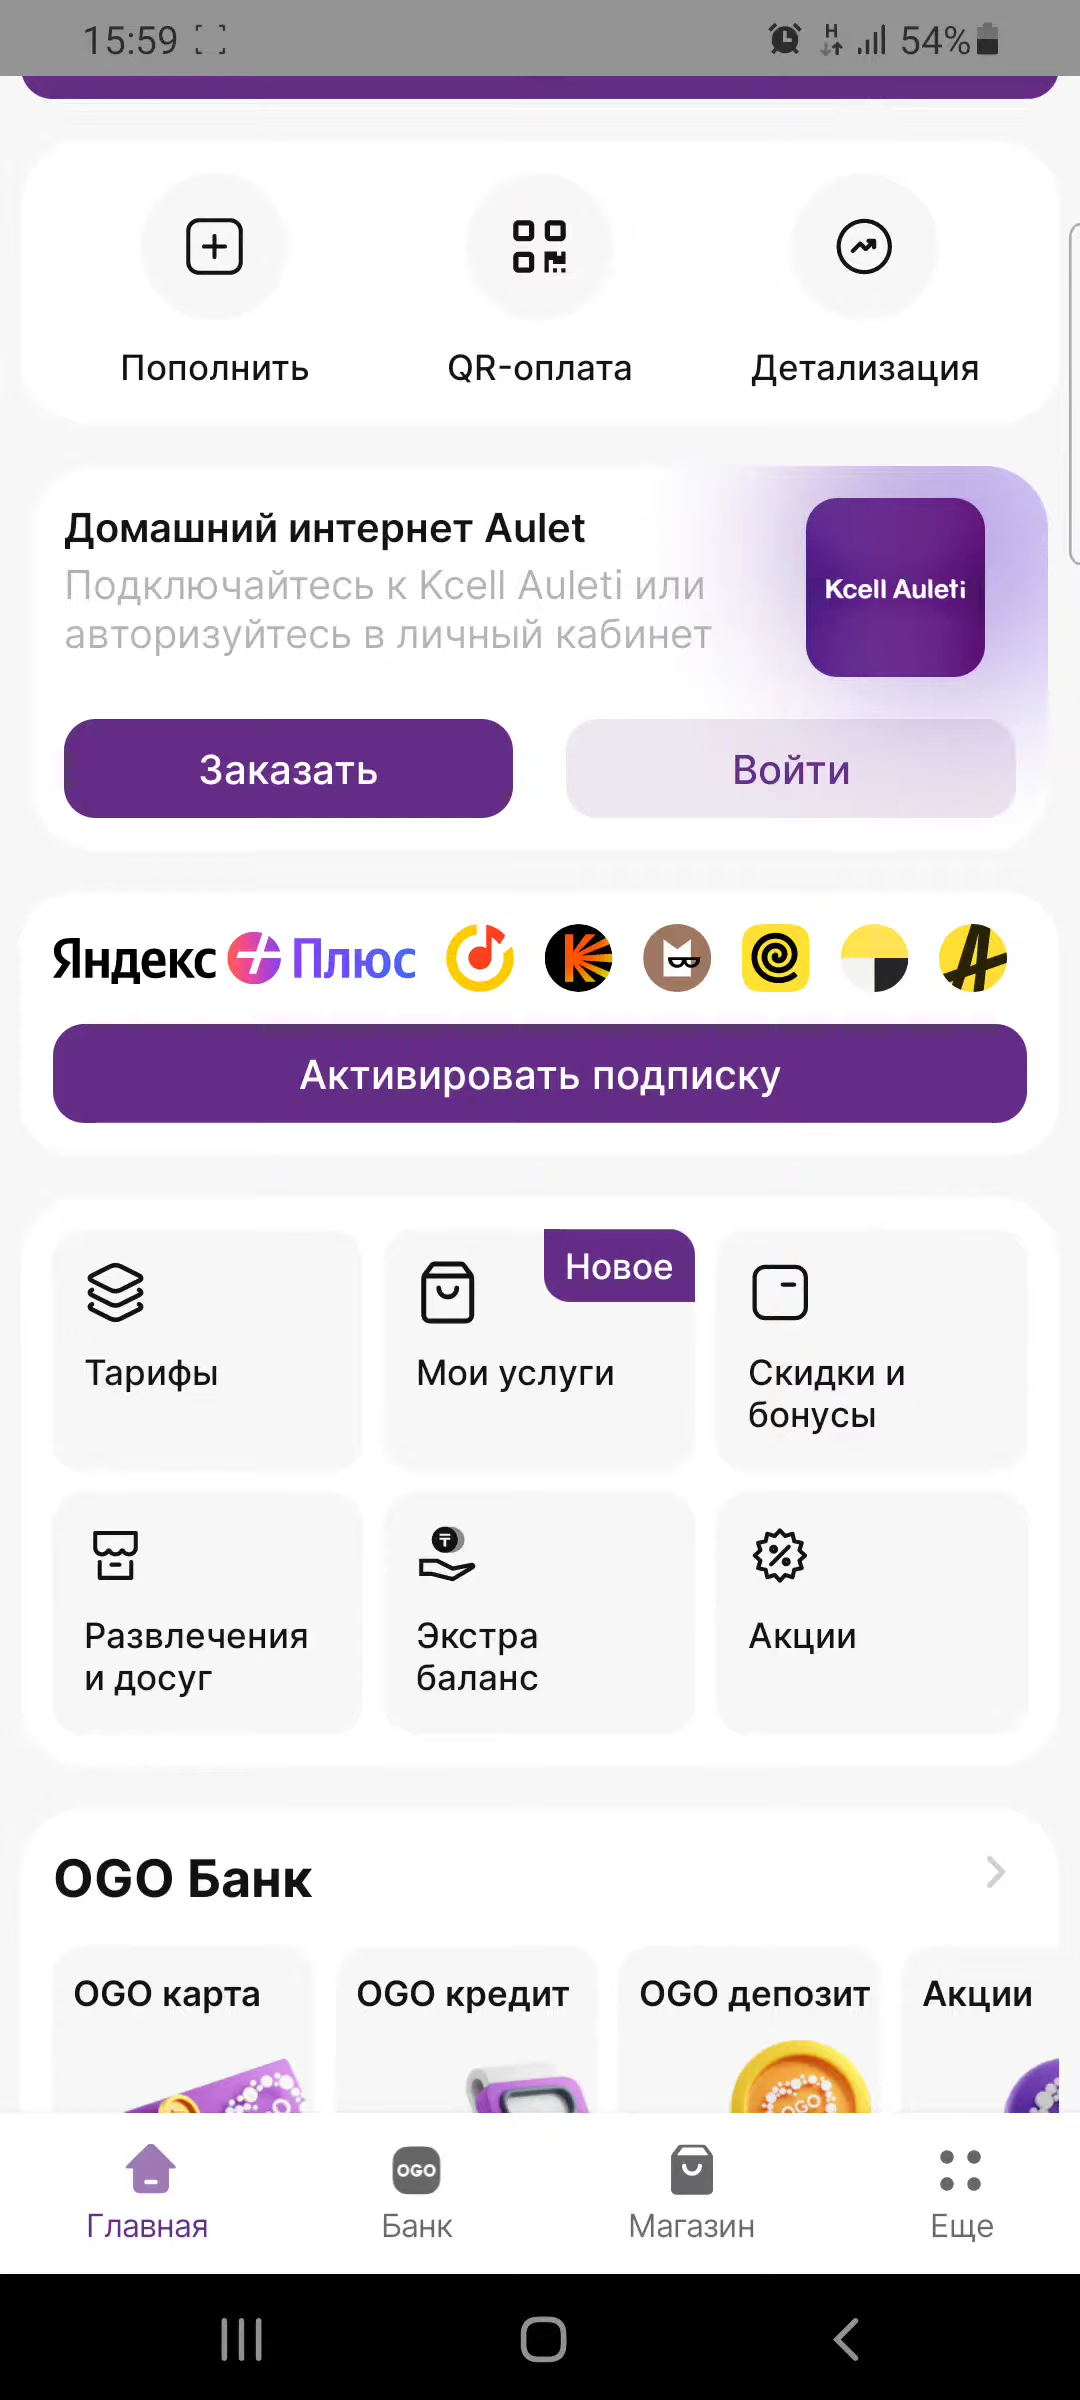 15:59
H
54%
Пополнить
QR-оплата
Детализация
Домашний интернет Aulet
Подключайтесь к Kcell Auleti или
авторизуйтесь в личный кабинет
Kcell Auleti
Заказать
Войти
Яндекс Плюс
Активировать подписку
Новое
Тарифы
Мои услуги
Скидки и
бонусы
Развлечения
и досуг
Экстра
баланс
Акции
OGO Банк
OGO карта
OGO кредит
OGO депозит
Акции
OGO
OGO
OGO
Главная
Банк
Магазин
Еще